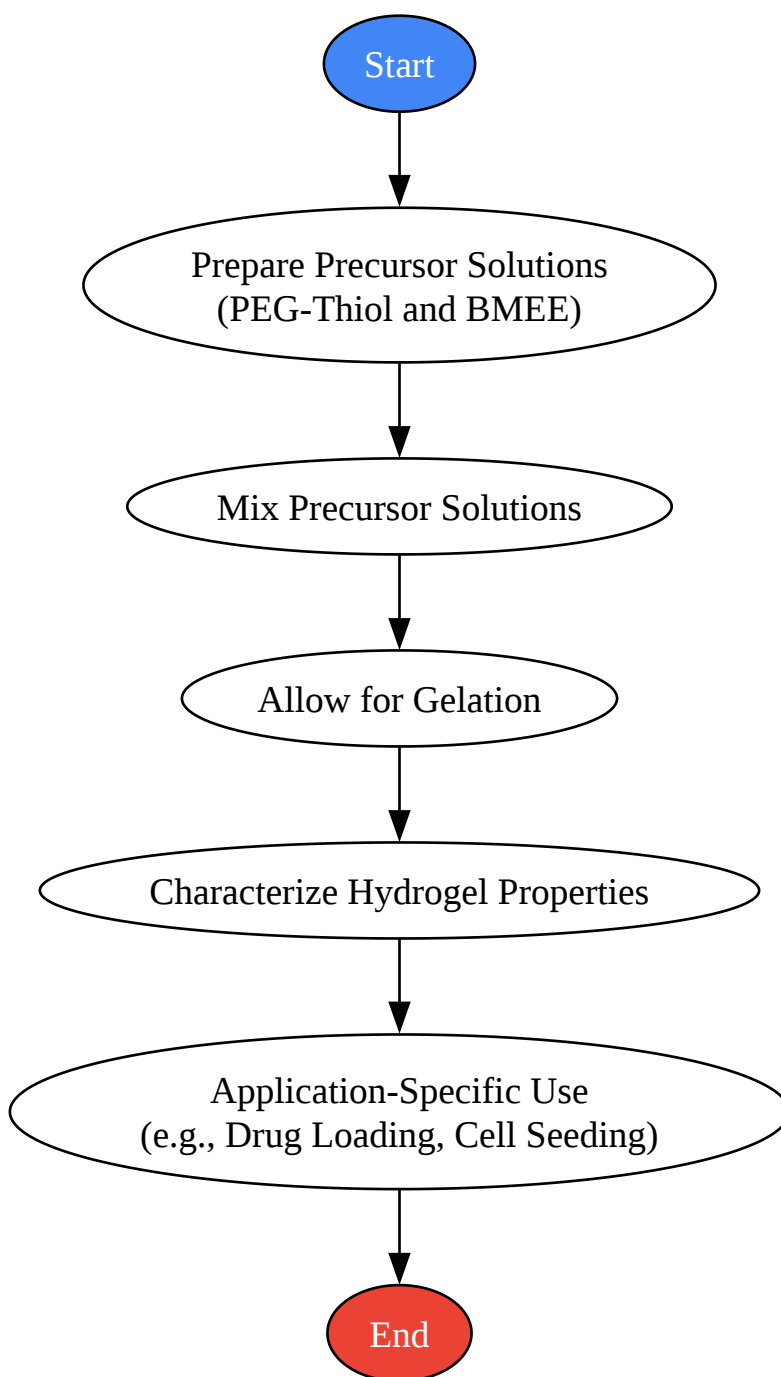 Start
Prepare Precursor Solutions
(PEG-Thiol and BMEE)
Mix Precursor Solutions
Allow for Gelation
Characterize Hydrogel Properties
Application-Specific Use
(e.g., Drug Loading, Cell Seeding)
End